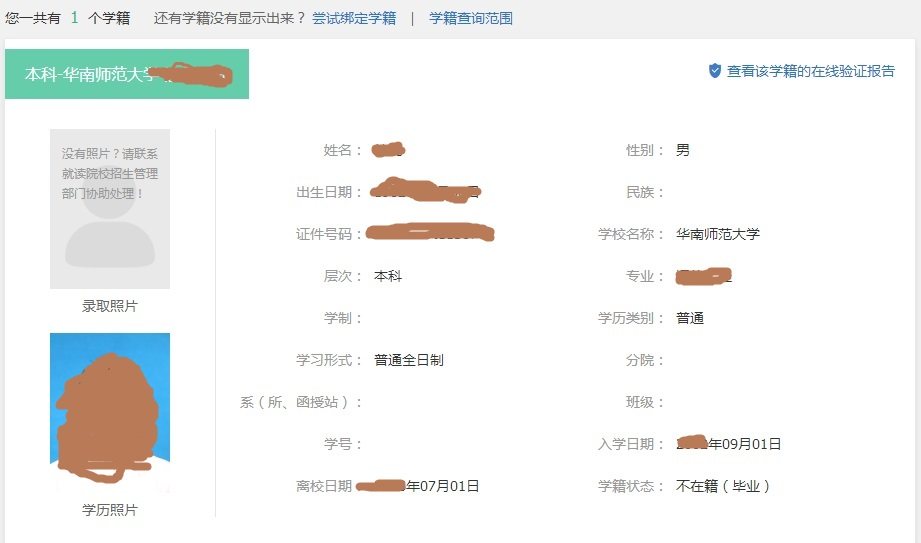 您一共有 1 个学籍 还有学籍没有显示出来？ 尝试绑定学籍 | 学籍查询范围
本科-华南师范大学
查看该学籍的在线验证报告
没有照片？请联系
就读院校招生管理
部门协助处理！
录取照片
学历照片
姓名：
性别： 男
出生日期：
民族：
证件号码：
学校名称： 华南师范大学
层次： 本科
专业：
学制：
学历类别： 普通
学习形式： 普通全日制
分院：
系（所、函授站）：
班级：
学号：
入学日期： 年09月01日
离校日期 年07月01日
学籍状态： 不在籍（毕业）